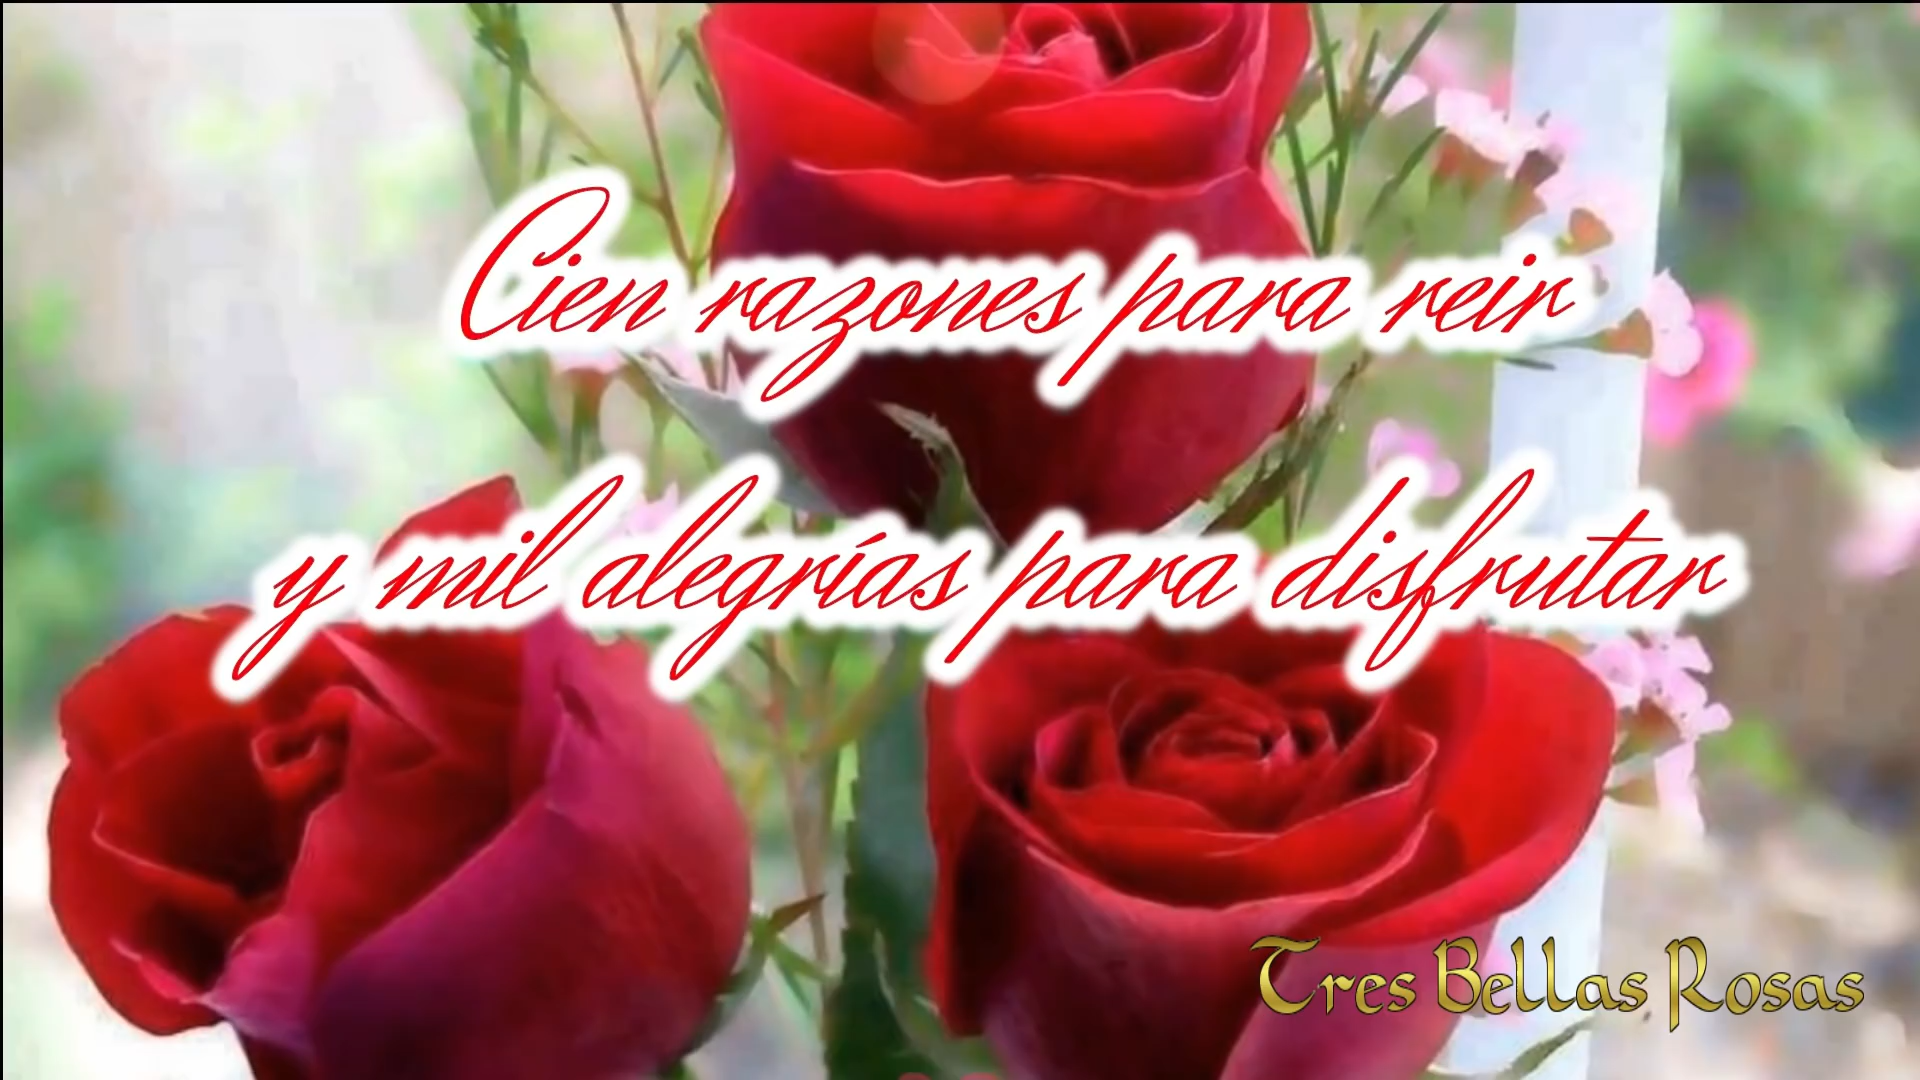 Cien razones para reir
y mil alegrías para disfrutar
Tres Bellas Rosas